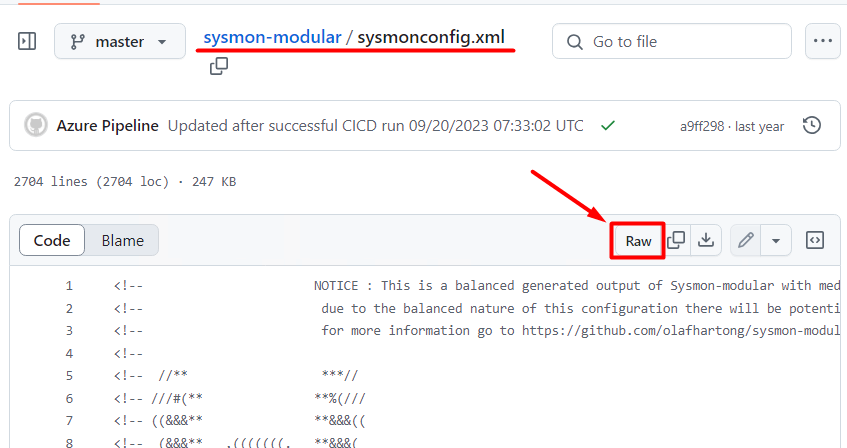 master
sysmon-modular / sysmonconfig.xml
Go to file
Azure Pipeline Updated after successful CICD run 09/20/2023 07:33:02 UTC
a9ff298 · last year
2704 lines (2704 loc) · 247 KB
Code Blame
Raw
1 <!-- NOTICE : This is a balanced generated output of Sysmon-modular with med
2 <!-- due to the balanced nature of this configuration there will be potenti
3 <!-- for more information go to https://github.com/olafhartong/sysmon-modul
4 <!--
5 <!-- //** ***//
6 <!-- ///#(** **%(///
7 <!-- ((&&&** **&&&((
8 <!-- (&&&** ,(((((((. **&&&(